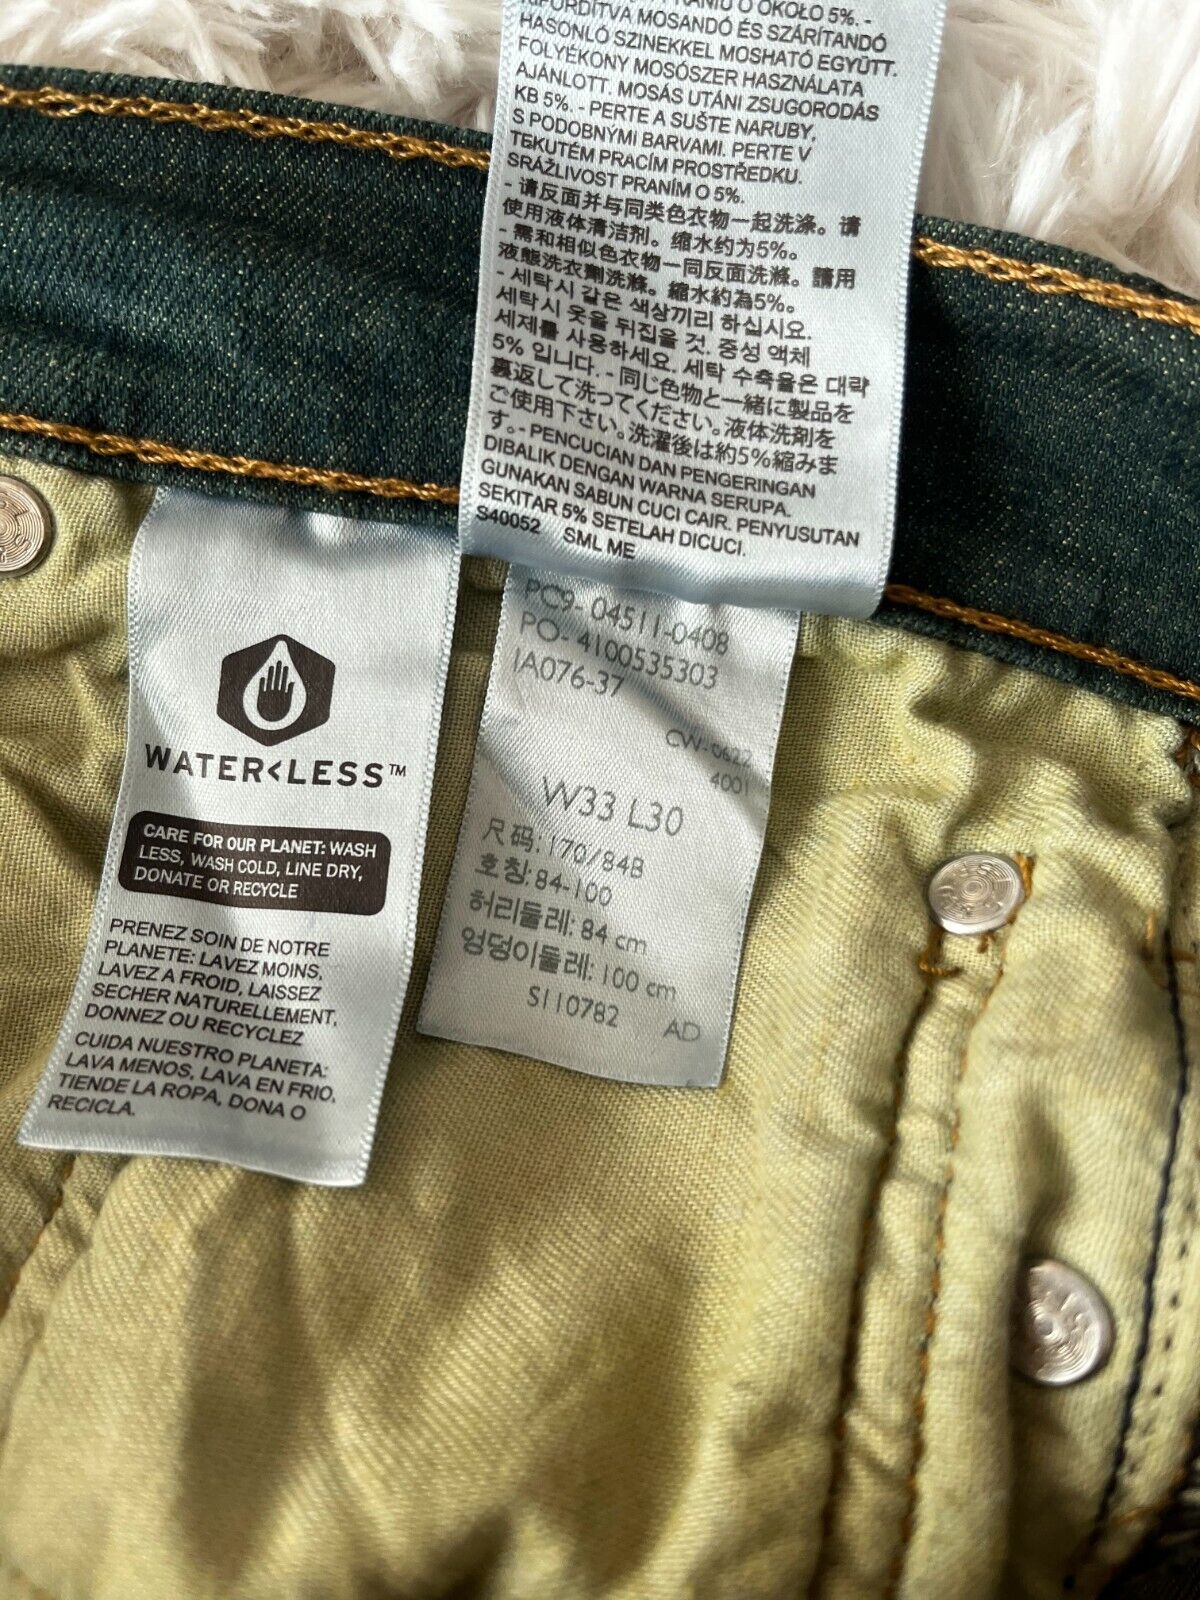 PRANIU O OKOŁO 5%. -
KIFORDÍTVA MOSANDÓ ÉS SZÁRÍTANDÓ
HASONLÓ SZINEKKEL MOSHATÓ EGYÜTT.
FOLYÉKONY MOSÓSZER HASZNÁLATA
AJÁNLOTT. MOSÁS UTÁNI ZSUGORODÁS
KB 5%. - PERTE A SUŠTE NARUBY,
S PODOBNÝMI BARVAMI. PERTE V
TEKUTÉM PRACÍM PROSTŘEDKU.
SRÁŽLIVOST PRANÍM O 5%.
- 请反面并与同类色衣物一起洗涤。请
使用液体清洁剂。缩水约为5%。
- 需和相似色衣物一同反面洗滌。請用
液態洗衣劑洗滌。縮水約為5%。
- 세탁시 같은 색상끼리 하십시요.
세탁시 옷을 뒤집을 것. 중성 액체
세제를 사용하세요. 세탁 수축율은 대략
5% 입니다. - 同じ色物と一緒に製品を
裏返して洗ってください。液体洗剤を
ご使用下さい。洗濯後は約5%縮みま
す。- PENCUCIAN DAN PENGERINGAN
DIBALIK DENGAN WARNA SERUPA.
GUNAKAN SABUN CUCI CAIR. PENYUSUTAN
SEKITAR 5% SETELAH DICUCI.
S40052 SML ME
WATER<LESS™
CARE FOR OUR PLANET: WASH
LESS, WASH COLD, LINE DRY,
DONATE OR RECYCLE
PRENEZ SOIN DE NOTRE
PLANETE: LAVEZ MOINS,
LAVEZ A FROID, LAISSEZ
SECHER NATURELLEMENT,
DONNEZ OU RECYCLEZ
CUIDA NUESTRO PLANETA:
LAVA MENOS, LAVA EN FRIO,
TIENDE LA ROPA, DONA O
RECICLA.
PC9- 04511-0408
PO- 4100535303
1A076-37
CW-0622
4001
W33 L30
尺码: 170/84B
호칭: 84-100
허리둘레: 84 cm
엉덩이둘레: 100 cm
S110782 AD